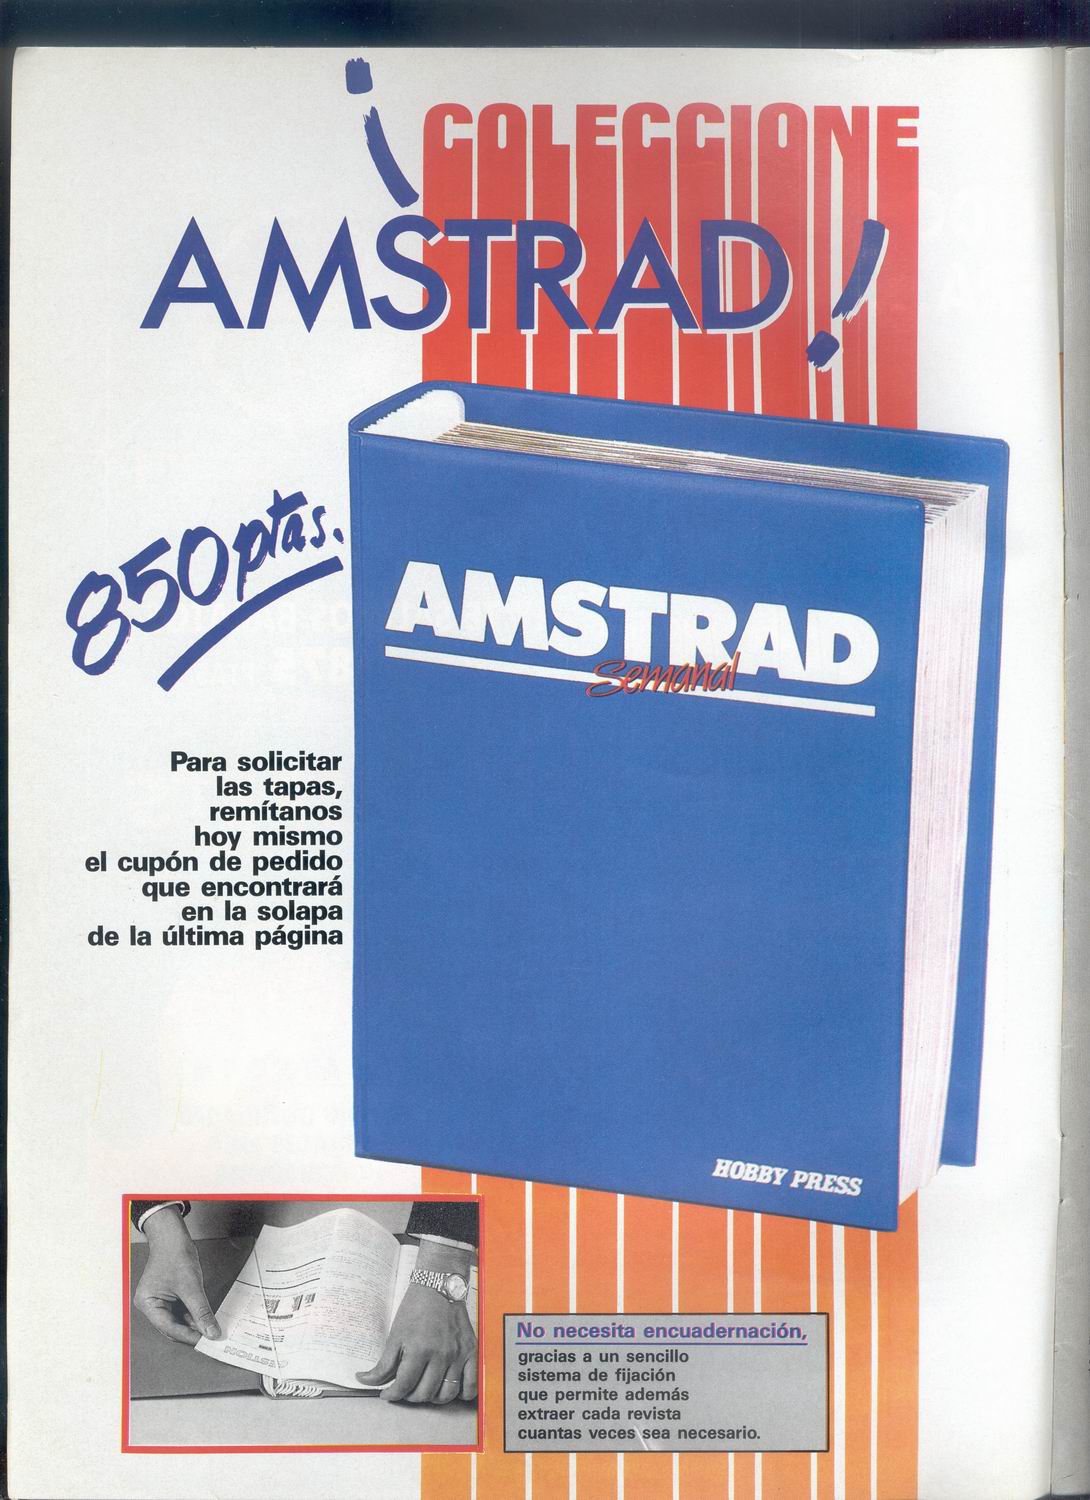 ¡COLECCIONE
AMSTRAD!
850 ptas.
AMSTRAD
Semanal
Para solicitar
las tapas,
remítanos
hoy mismo
el cupón de pedido
que encontrará
en la solapa
de la última página
HOBBY PRESS
No necesita encuadernación,
gracias a un sencillo
sistema de fijación
que permite además
extraer cada revista
cuantas veces sea necesario.